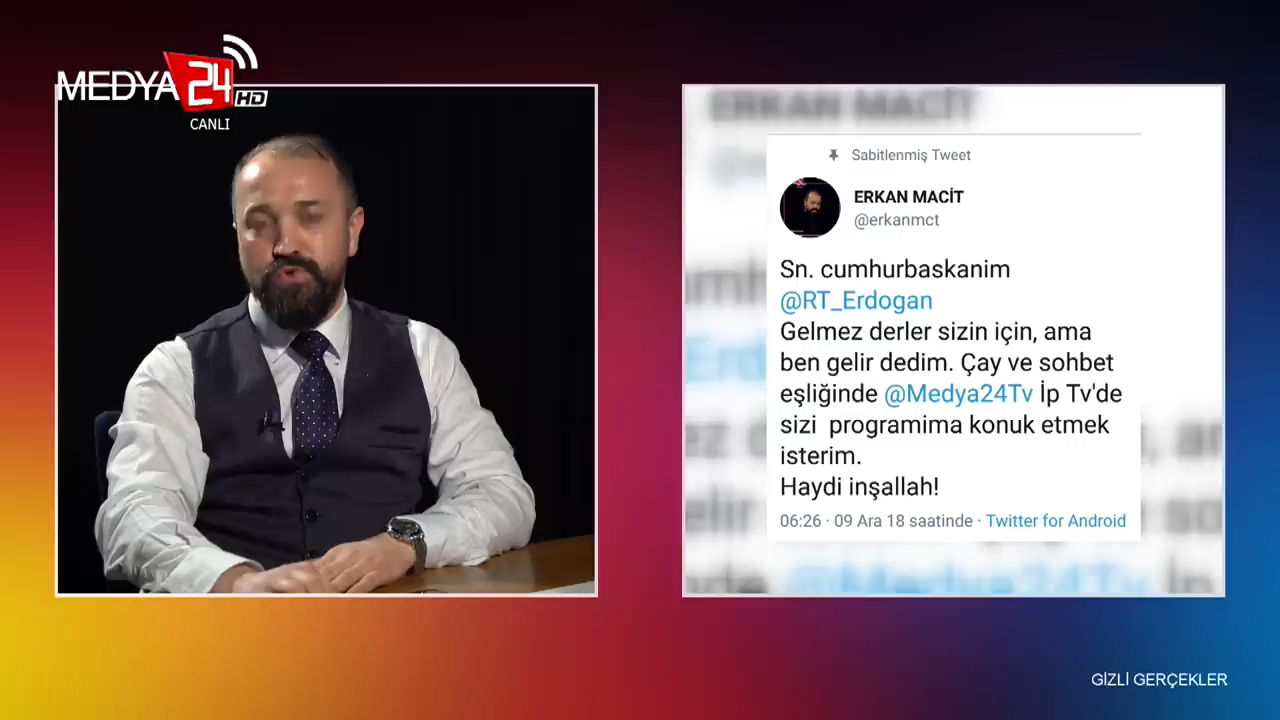 MEDYA 24 HD
CANLI
ERKAN MACİT
Sabitlenmiş Tweet
ERKAN MACİT
@erkanmct
Sn. cumhurbaskanim
@RT_Erdogan
Gelmez derler sizin için, ama
ben gelir dedim. Çay ve sohbet
eşliğinde @Medya24Tv İp Tv'de
sizi  programima konuk etmek
isterim.
Haydi inşallah!
06:26 · 09 Ara 18 saatinde · Twitter for Android
GİZLİ GERÇEKLER